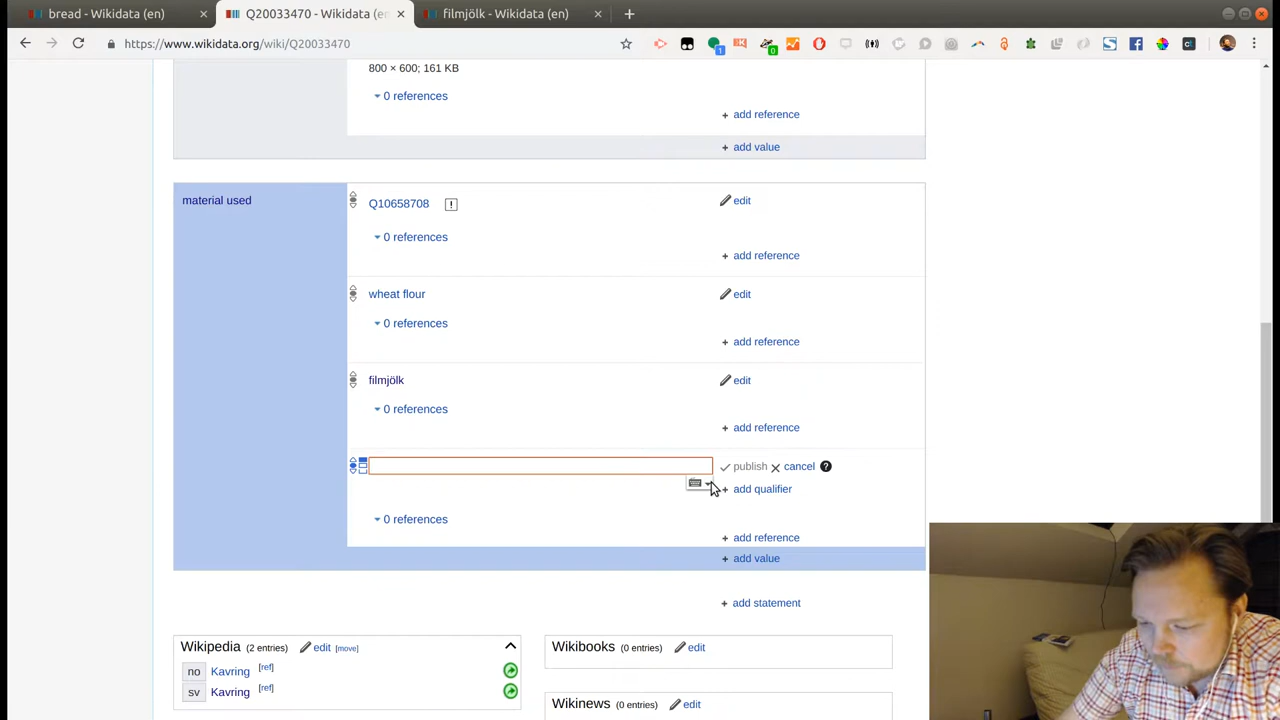 bread - Wikidata (en)
Q20033470 - Wikidata (en
filmjölk - Wikidata (en)
https://www.wikidata.org/wiki/Q20033470
1
0
800 × 600; 161 KB
0 references
+ add reference
+ add value
material used
Q10658708
!
edit
0 references
+ add reference
wheat flour
edit
0 references
+ add reference
filmjölk
edit
0 references
+ add reference
publish
cancel
?
+ add qualifier
0 references
+ add reference
+ add value
+ add statement
Wikipedia (2 entries) edit [move]
no Kavring [ref]
sv Kavring [ref]
Wikibooks (0 entries) edit
Wikinews (0 entries) edit